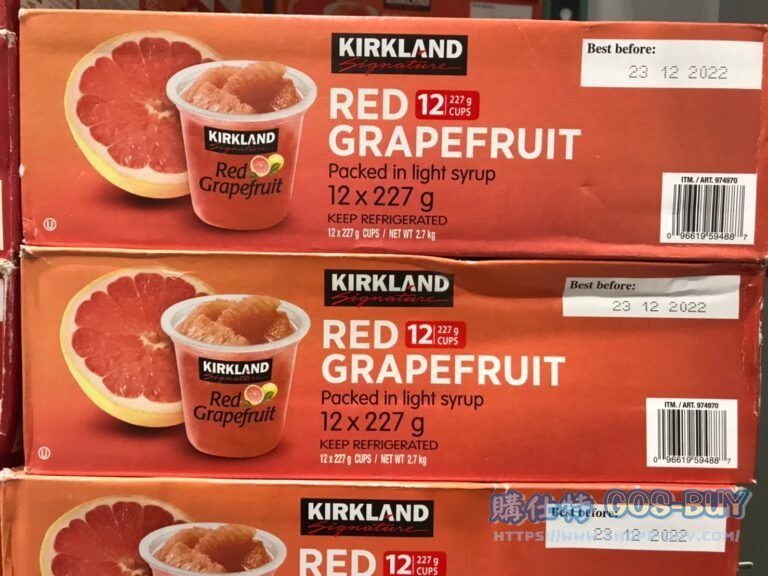 KIRKLAND
Signature
Best before:
23 12 2022
RED 12 227 g CUPS
GRAPEFRUIT
Packed in light syrup
12 x 227 g
KEEP REFRIGERATED
12 x 227 g CUPS / NET WT 2.7 kg
KIRKLAND
Signature
Red
Grapefruit
U
ITM. / ART. 974970
0 96619 59488 7
KIRKLAND
Signature
Best before:
23 12 2022
RED 12 227 g CUPS
GRAPEFRUIT
Packed in light syrup
12 x 227 g
KEEP REFRIGERATED
12 x 227 g CUPS / NET WT 2.7 kg
KIRKLAND
Signature
Red
Grapefruit
U
ITM. / ART. 974970
0 96619 59488 7
KIRKLAND
Signature
Best before:
23 12 2022
RED 12 227 g CUPS
購仕特 COS-BUY